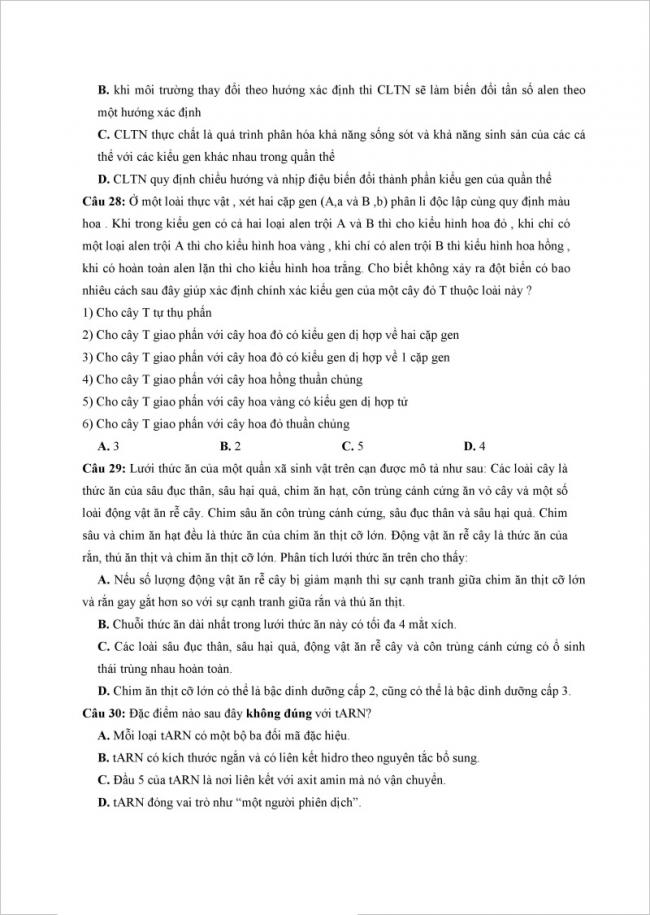 B. khi môi trường thay đổi theo hướng xác định thì CLTN sẽ làm biến đổi tần số alen theo
một hướng xác định
C. CLTN thực chất là quá trình phân hóa khả năng sống sót và khả năng sinh sản của các cá
thể với các kiểu gen khác nhau trong quần thể
D. CLTN quy định chiều hướng và nhịp điệu biến đổi thành phần kiểu gen của quần thể
Câu 28: Ở một loài thực vật , xét hai cặp gen (A,a và B ,b) phân li độc lập cùng quy định màu
hoa . Khi trong kiểu gen có cả hai loại alen trội A và B thì cho kiểu hình hoa đỏ , khi chỉ có
một loại alen trội A thì cho kiểu hình hoa vàng , khi chỉ có alen trội B thì kiểu hình hoa hồng ,
khi có hoàn toàn alen lặn thì cho kiểu hình hoa trắng. Cho biết không xảy ra đột biến có bao
nhiêu cách sau đây giúp xác định chính xác kiểu gen của một cây đỏ T thuộc loài này ?
1) Cho cây T tự thụ phấn
2) Cho cây T giao phấn với cây hoa đỏ có kiểu gen dị hợp về hai cặp gen
3) Cho cây T giao phấn với cây hoa đỏ có kiểu gen dị hợp về 1 cặp gen
4) Cho cây T giao phấn với cây hoa hồng thuần chủng
5) Cho cây T giao phấn với cây hoa vàng có kiểu gen dị hợp tử
6) Cho cây T giao phấn với cây hoa đỏ thuần chủng
A. 3 B. 2 C. 5 D. 4
Câu 29: Lưới thức ăn của một quần xã sinh vật trên cạn được mô tả như sau: Các loài cây là
thức ăn của sâu đục thân, sâu hại quả, chim ăn hạt, côn trùng cánh cứng ăn vỏ cây và một số
loài động vật ăn rễ cây. Chim sâu ăn côn trùng cánh cứng, sâu đục thân và sâu hại quả. Chim
sâu và chim ăn hạt đều là thức ăn của chim ăn thịt cỡ lớn. Động vật ăn rễ cây là thức ăn của
rắn, thú ăn thịt và chim ăn thịt cỡ lớn. Phân tích lưới thức ăn trên cho thấy:
A. Nếu số lượng động vật ăn rễ cây bị giảm mạnh thì sự cạnh tranh giữa chim ăn thịt cỡ lớn
và rắn gay gắt hơn so với sự cạnh tranh giữa rắn và thú ăn thịt.
B. Chuỗi thức ăn dài nhất trong lưới thức ăn này có tối đa 4 mắt xích.
C. Các loài sâu đục thân, sâu hại quả, động vật ăn rễ cây và côn trùng cánh cứng có ổ sinh
thái trùng nhau hoàn toàn.
D. Chim ăn thịt cỡ lớn có thể là bậc dinh dưỡng cấp 2, cũng có thể là bậc dinh dưỡng cấp 3.
Câu 30: Đặc điểm nào sau đây không đúng với tARN?
A. Mỗi loại tARN có một bộ ba đối mã đặc hiệu.
B. tARN có kích thước ngắn và có liên kết hidro theo nguyên tắc bổ sung.
C. Đầu 5 của tARN là nơi liên kết với axit amin mà nó vận chuyển.
D. tARN đóng vai trò như “một người phiên dịch”.